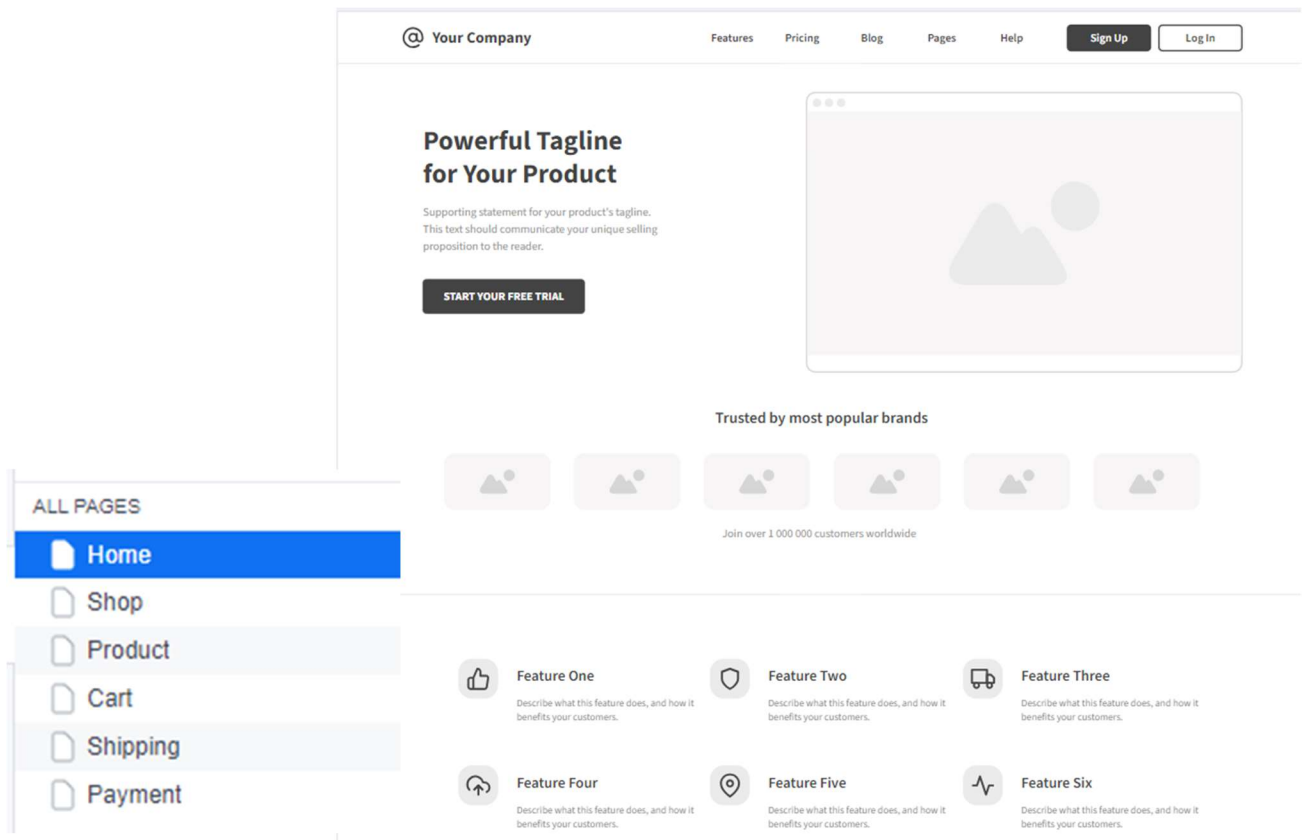 @ Your Company
Features Pricing Blog Pages Help Sign Up Log In
Powerful Tagline
for Your Product
Supporting statement for your product's tagline.
This text should communicate your unique selling
proposition to the reader.
START YOUR FREE TRIAL
Trusted by most popular brands
Join over 1 000 000 customers worldwide
ALL PAGES
Home
Shop
Product
Cart
Shipping
Payment
Feature One
Describe what this feature does, and how it
benefits your customers.
Feature Two
Describe what this feature does, and how it
benefits your customers.
Feature Three
Describe what this feature does, and how it
benefits your customers.
Feature Four
Describe what this feature does, and how it
benefits your customers.
Feature Five
Describe what this feature does, and how it
benefits your customers.
Feature Six
Describe what this feature does, and how it
benefits your customers.